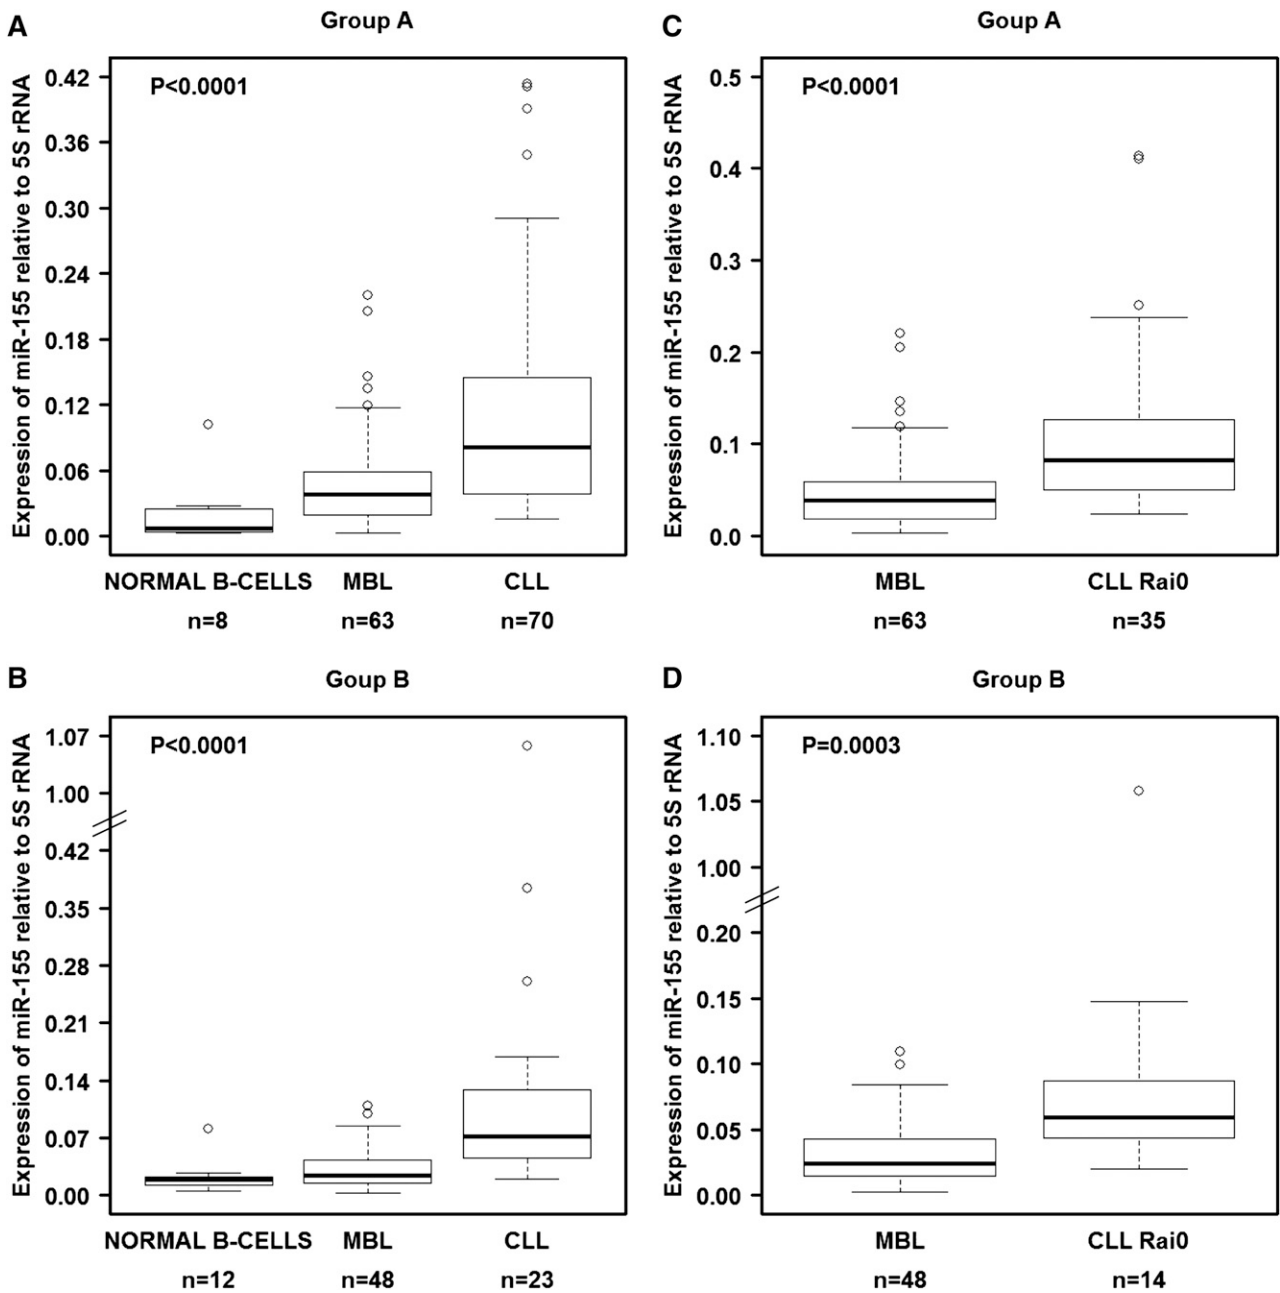 A
Group A
Expression of miR-155 relative to 5S rRNA
P<0.0001
0.42
0.36
0.30
0.24
0.18
0.12
0.06
0.00
NORMAL B-CELLS MBL CLL
n=8 n=63 n=70
C
Goup A
Expression of miR-155 relative to 5S rRNA
P<0.0001
0.5
0.4
0.3
0.2
0.1
0.0
MBL CLL Rai0
n=63 n=35
B
Goup B
Expression of miR-155 relative to 5S rRNA
P<0.0001
1.07
1.00
0.42
0.35
0.28
0.21
0.14
0.07
0.00
NORMAL B-CELLS MBL CLL
n=12 n=48 n=23
D
Group B
Expression of miR-155 relative to 5S rRNA
P=0.0003
1.10
1.05
1.00
0.20
0.15
0.10
0.05
0.00
MBL CLL Rai0
n=48 n=14